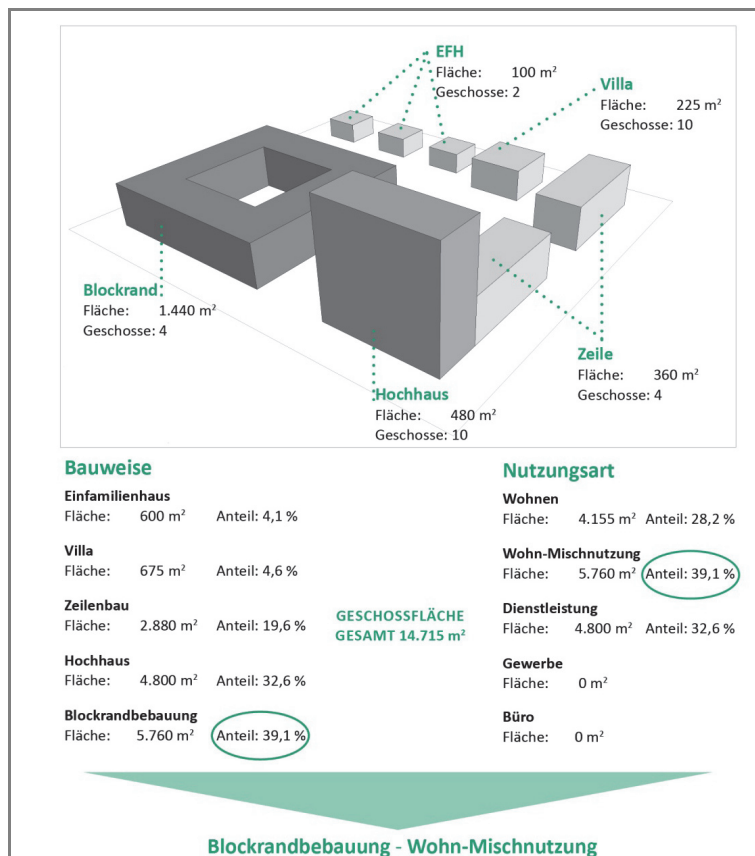 EFH
Fläche: 100 m²
Geschosse: 2
Villa
Fläche: 225 m²
Geschosse: 10
Blockrand
Fläche: 1.440 m²
Geschosse: 4
Zeile
Fläche: 360 m²
Geschosse: 4
Hochhaus
Fläche: 480 m²
Geschosse: 10
Bauweise
Einfamilienhaus
Fläche: 600 m² Anteil: 4,1 %
Villa
Fläche: 675 m² Anteil: 4,6 %
Zeilenbau
Fläche: 2.880 m² Anteil: 19,6 %
Hochhaus
Fläche: 4.800 m² Anteil: 32,6 %
Blockrandbebauung
Fläche: 5.760 m² Anteil: 39,1 %
GESCHOSSFLÄCHE
GESAMT 14.715 m²
Nutzungsart
Wohnen
Fläche: 4.155 m² Anteil: 28,2 %
Wohn-Mischnutzung
Fläche: 5.760 m² Anteil: 39,1 %
Dienstleistung
Fläche: 4.800 m² Anteil: 32,6 %
Gewerbe
Fläche: 0 m²
Büro
Fläche: 0 m²
Blockrandbebauung - Wohn-Mischnutzung